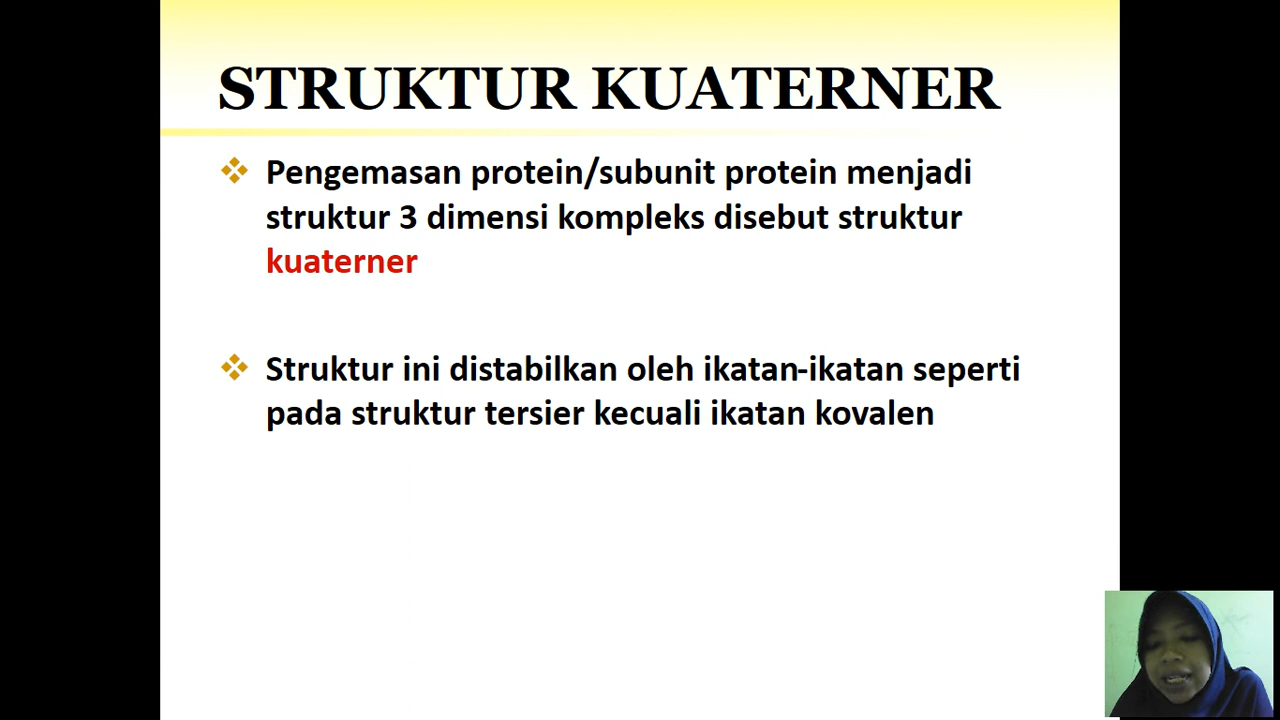 STRUKTUR KUATERNER
Pengemasan protein/subunit protein menjadi
struktur 3 dimensi kompleks disebut struktur
kuaterner
Struktur ini distabilkan oleh ikatan-ikatan seperti
pada struktur tersier kecuali ikatan kovalen